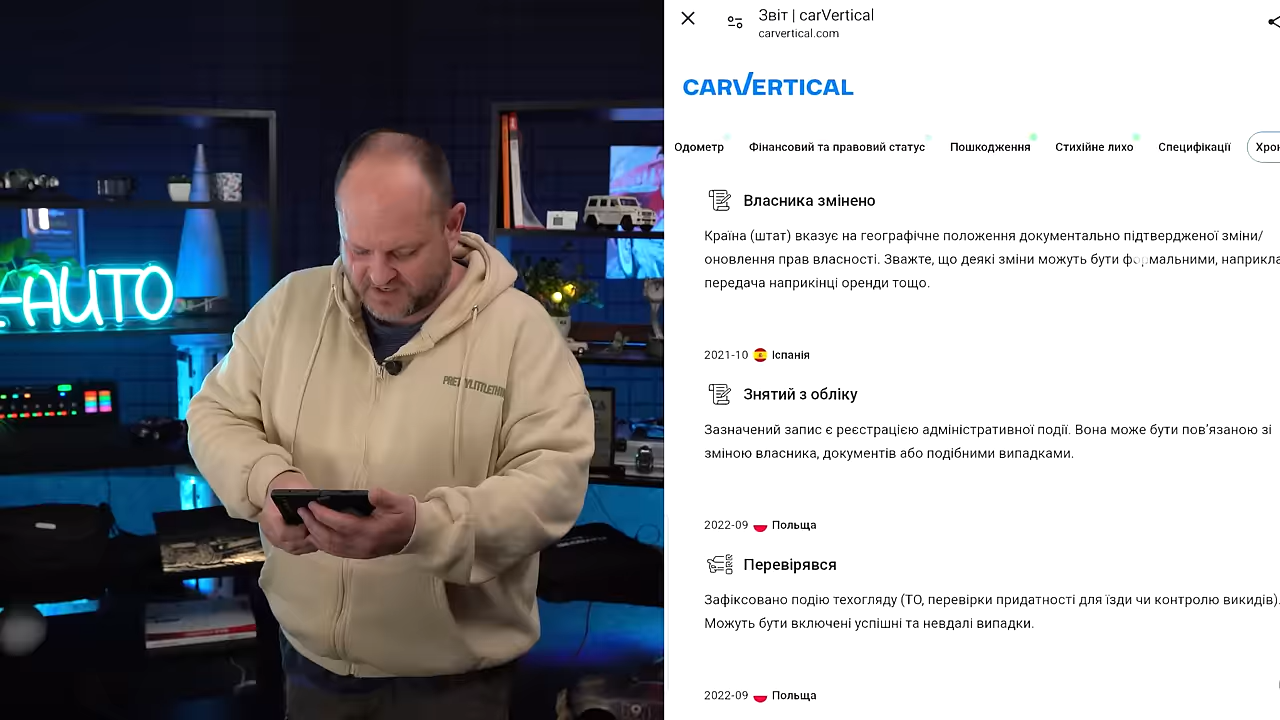 -AUTO
Звіт | carVertical
carvertical.com
CARVERTICAL
Одометр
Фінансовий та правовий статус
Пошкодження
Стихійне лихо
Специфікації
Власника змінено
Країна (штат) вказує на географічне положення документально підтвердженої зміни/
оновлення прав власності. Зважте, що деякі зміни можуть бути формальними,
передача наприкінці оренди тощо.
2021-10 Іспанія
Знятий з обліку
Зазначений запис є реєстрацією адміністративної події. Вона може бути пов'язаною зі
зміною власника, документів або подібними випадками.
2022-09 Польща
Перевірявся
Зафіксовано подію техогляду (ТО, перевірки придатності для їзди чи контролю викидів).
Можуть бути включені успішні та невдалі випадки.
2022-09 Польща